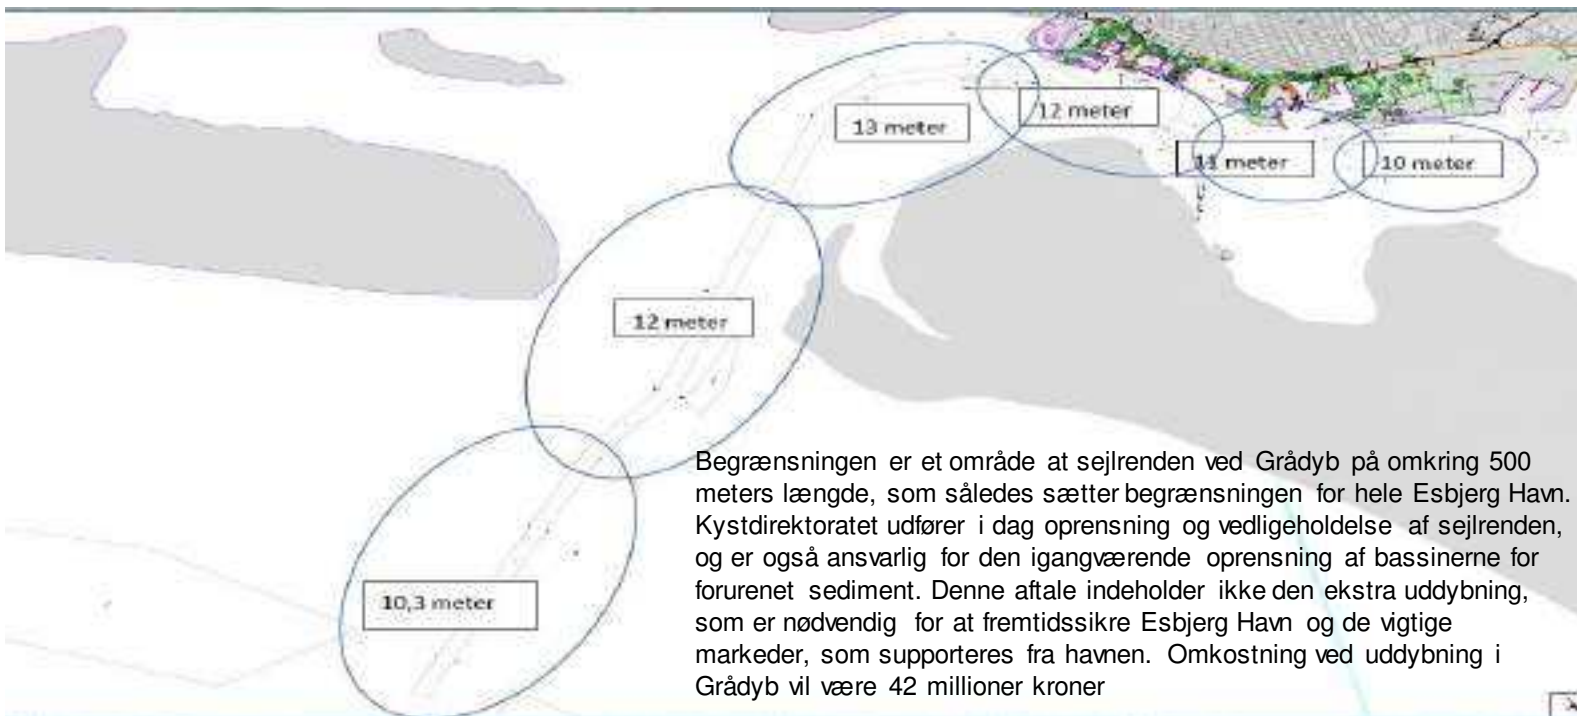 13 meter
12 meter
11 meter
10 meter
12 meter
10,3 meter
Begrænsningen er et område at sejlrenden ved Grådyb på omkring 500
meters længde, som således sætter begrænsningen for hele Esbjerg Havn.
Kystdirektoratet udfører i dag oprensning og vedligeholdelse af sejlrenden,
og er også ansvarlig for den igangværende oprensning af bassinerne for
forurenet sediment. Denne aftale indeholder ikke den ekstra uddybning,
som er nødvendig for at fremtidssikre Esbjerg Havn og de vigtige
markeder, som supporteres fra havnen. Omkostning ved uddybning i
Grådyb vil være 42 millioner kroner